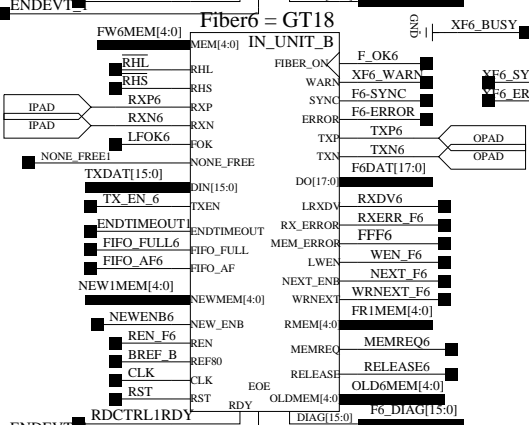 ENDEVT_1
Fiber6 = GT18
GND
XF6_BUSY
FW6MEM[4:0]
MEM[4:0]
IN_UNIT_B
RHL
RHL
FIBER_ON
F_OK6
RHS
RHS
WARN
XF6_WARN
XF6_SY
IPAD
RXP6
RXP
SYNC
F6-SYNC
XF6_ER
IPAD
RXN6
RXN
ERROR
F6-ERROR
LFOK6
FOK
TXP
TXP6
OPAD
NONE_FREE1
NONE_FREE
TXN
TXN6
OPAD
TXDAT[15:0]
DIN[15:0]
DO[17:0]
F6DAT[17:0]
TX_EN_6
TXEN
LRXDV
RXDV6
ENDTIMEOUT1
ENDTIMEOUT
RX_ERROR
RXERR_F6
FIFO_FULL6
FIFO_FULL
MEM_ERROR
FFF6
FIFO_AF6
FIFO_AF
LWEN
WEN_F6
NEXT_ENB
NEXT_F6
NEW1MEM[4:0]
NEWMEM[4:0]
WRNEXT
WRNEXT_F6
NEWENB6
NEW_ENB
RMEM[4:0]
FR1MEM[4:0]
REN_F6
REN
MEMREQ
MEMREQ6
BREF_B
REF80
CLK
CLK
RELEASE
RELEASE6
RST
RST
EOE
OLDMEM[4:0]
OLD6MEM[4:0]
RDCTRL1RDY
RDY
DIAG[15:0]
F6_DIAG[15:0]